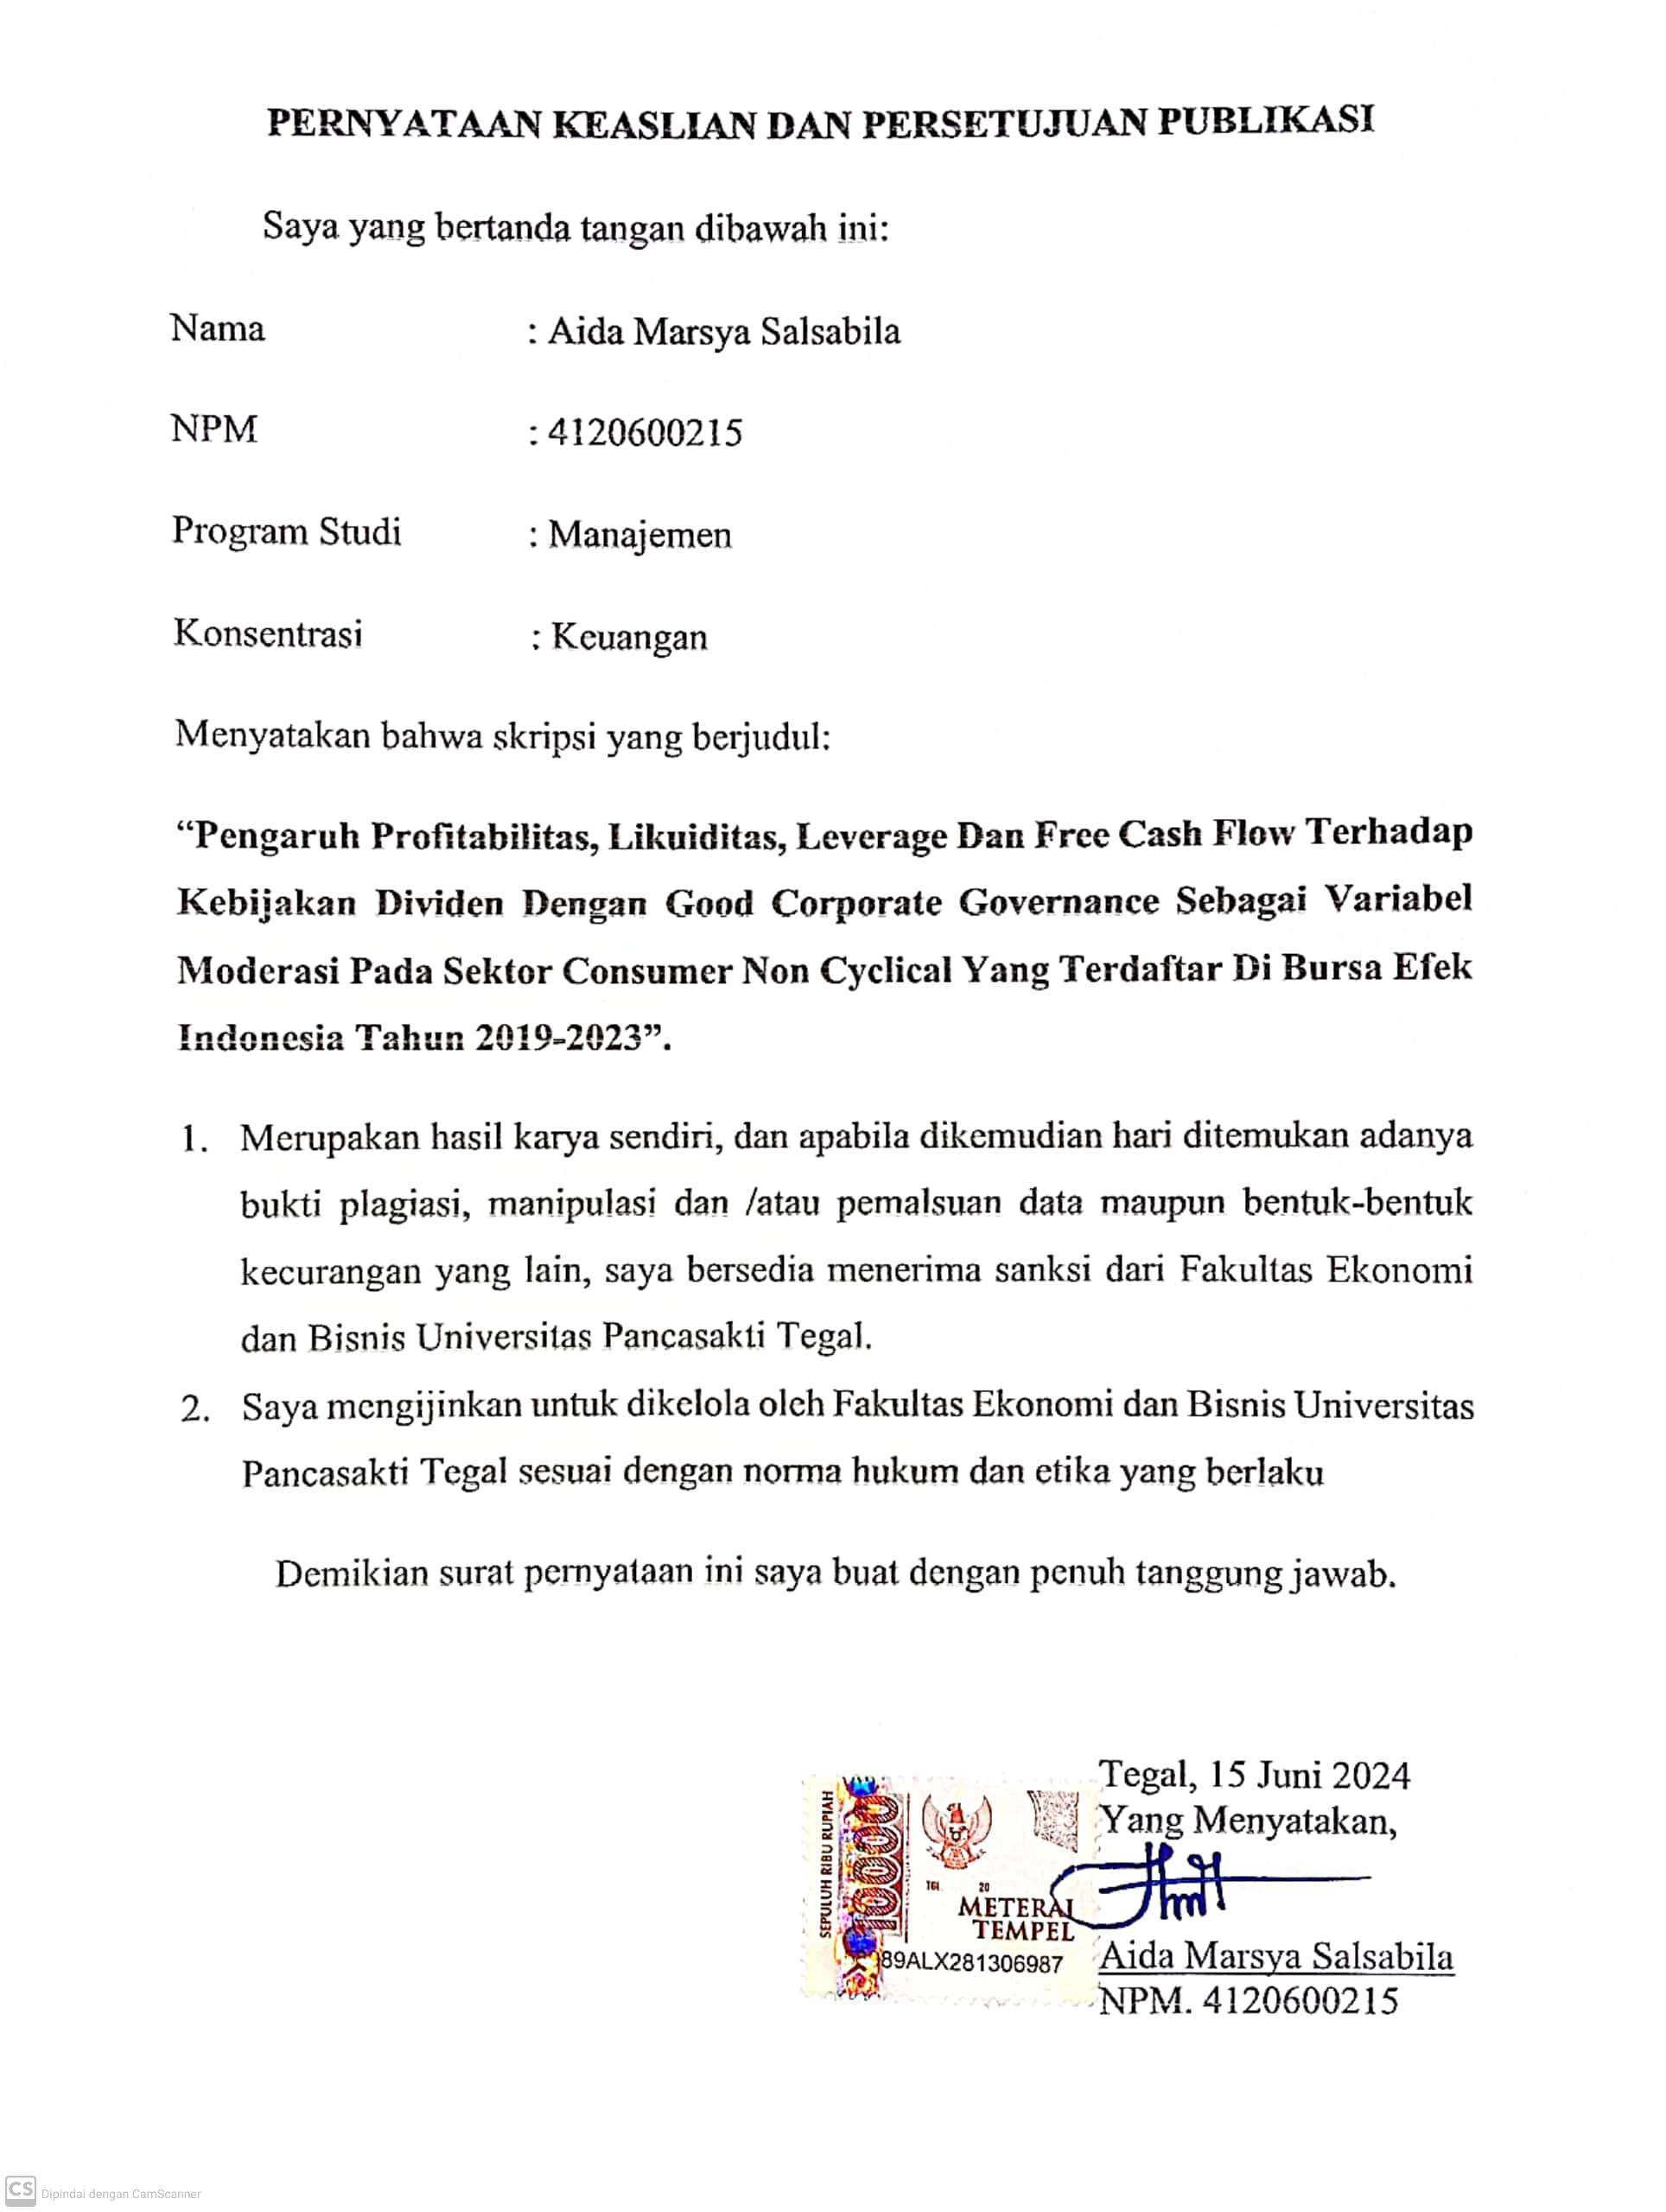 PERNYATAAN KEASLIAN DAN PERSETUJUAN PUBLIKASI
Saya yang bertanda tangan dibawah ini:
Nama : Aida Marsya Salsabila
NPM : 4120600215
Program Studi : Manajemen
Konsentrasi : Keuangan
Menyatakan bahwa skripsi yang berjudul:
“Pengaruh Profitabilitas, Likuiditas, Leverage Dan Free Cash Flow Terhadap
Kebijakan Dividen Dengan Good Corporate Governance Sebagai Variabel
Moderasi Pada Sektor Consumer Non Cyclical Yang Terdaftar Di Bursa Efek
Indonesia Tahun 2019-2023”.
1. Merupakan hasil karya sendiri, dan apabila dikemudian hari ditemukan adanya
bukti plagiasi, manipulasi dan /atau pemalsuan data maupun bentuk-bentuk
kecurangan yang lain, saya bersedia menerima sanksi dari Fakultas Ekonomi
dan Bisnis Universitas Pancasakti Tegal.
2. Saya mengijinkan untuk dikelola oleh Fakultas Ekonomi dan Bisnis Universitas
Pancasakti Tegal sesuai dengan norma hukum dan etika yang berlaku
Demikian surat pernyataan ini saya buat dengan penuh tanggung jawab.
Tegal, 15 Juni 2024
Yang Menyatakan,
SEPULUH RIBU RUPIAH
10000
TGL. 20
METERAI
TEMPEL
89ALX281306987
Aida Marsya Salsabila
NPM. 4120600215
CS Dipindai dengan CamScanner